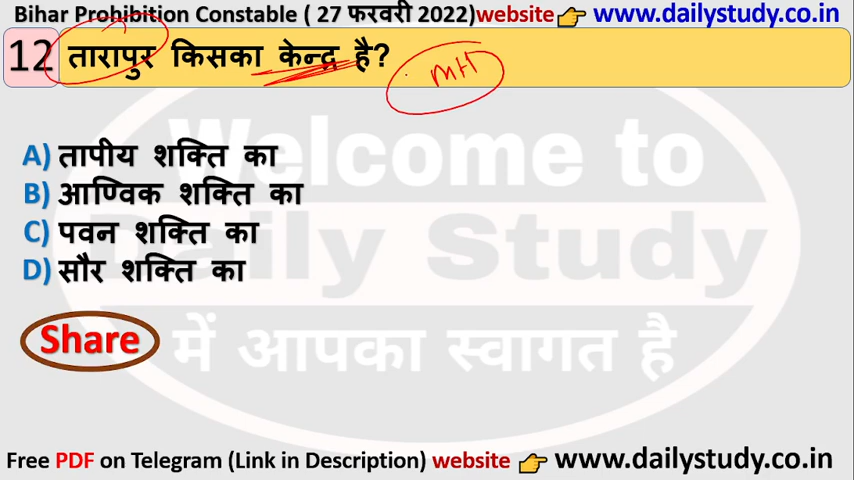 Bihar Prohibition Constable ( 27 फरवरी 2022)website 👉 www.dailystudy.co.in
12 तारापुर किसका केन्द्र है?
MH
A) तापीय शक्ति का
B) आण्विक शक्ति का
C) पवन शक्ति का
D) सौर शक्ति का
Welcome to
Daily Study
में आपका स्वागत है
Share
Free PDF on Telegram (Link in Description) website 👉 www.dailystudy.co.in